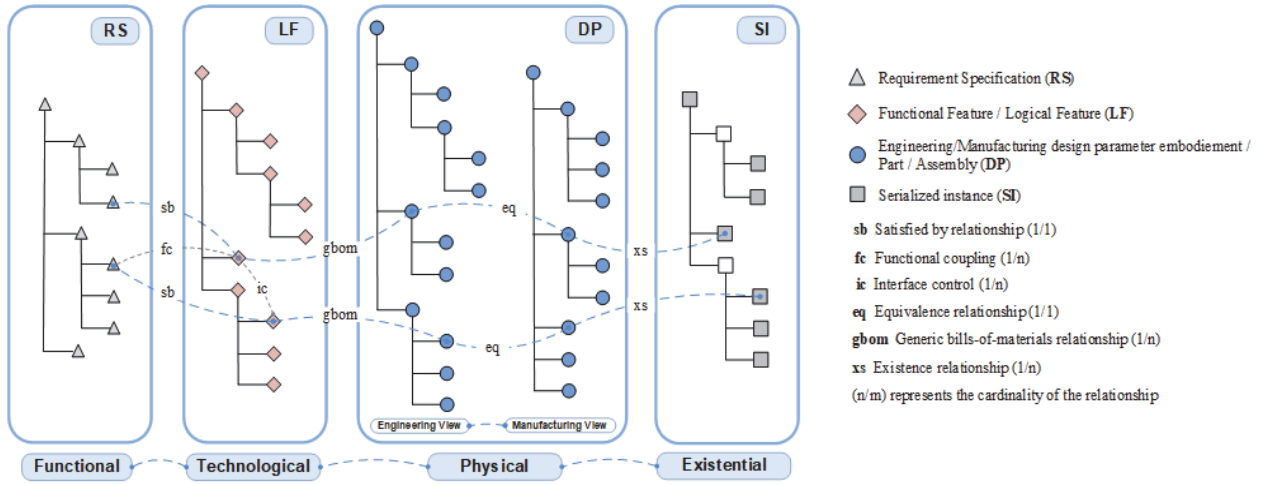 RS
LF
DP
SI
sb
fc
sb
ic
gbom
gbom
eq
eq
xs
xs
Engineering View
Manufacturing View
Functional
Technological
Physical
Existential
Requirement Specification (RS)
Functional Feature / Logical Feature (LF)
Engineering/Manufacturing design parameter embodiement /
Part / Assembly (DP)
Serialized instance (SI)
sb Satisfied by relationship (1/1)
fc Functional coupling (1/n)
ic Interface control (1/n)
eq Equivalence relationship (1/1)
gbom Generic bills-of-materials relationship (1/n)
xs Existence relationship (1/n)
(n/m) represents the cardinality of the relationship